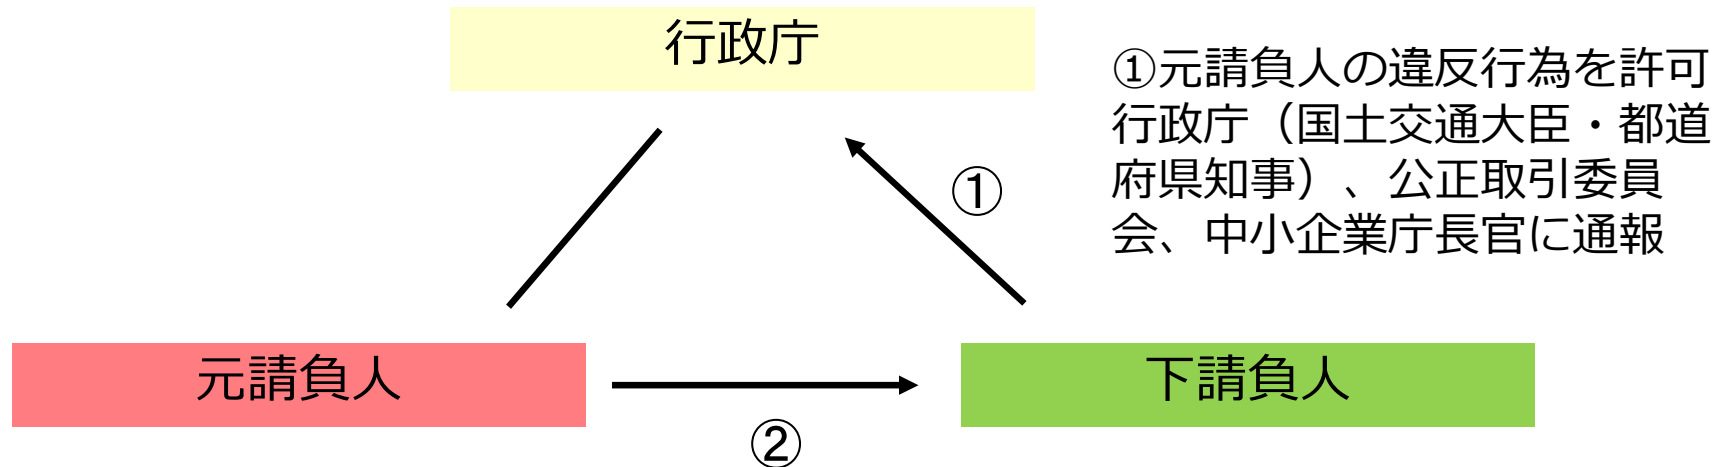 行政庁
①元請負人の違反行為を許可
行政庁（国土交通大臣・都道
府県知事）、公正取引委員
会、中小企業庁長官に通報
①
元請負人
下請負人
②